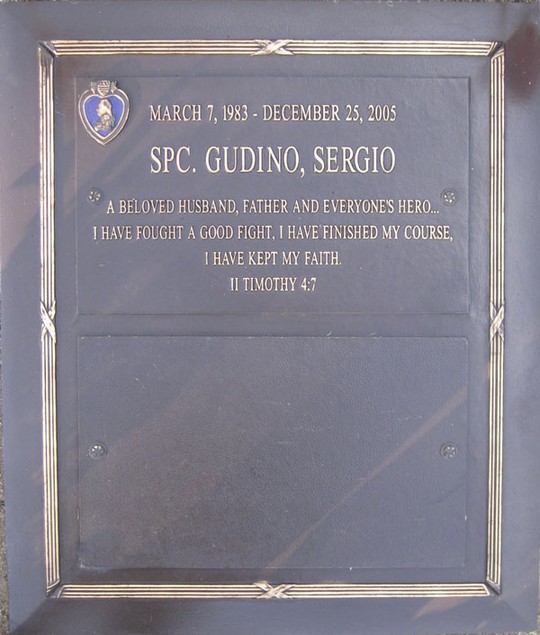 MARCH 7, 1983 - DECEMBER 25, 2005
SPC. GUDINO, SERGIO
A BELOVED HUSBAND, FATHER AND EVERYONE'S HERO...
I HAVE FOUGHT A GOOD FIGHT, I HAVE FINISHED MY COURSE,
I HAVE KEPT MY FAITH.
II TIMOTHY 4:7